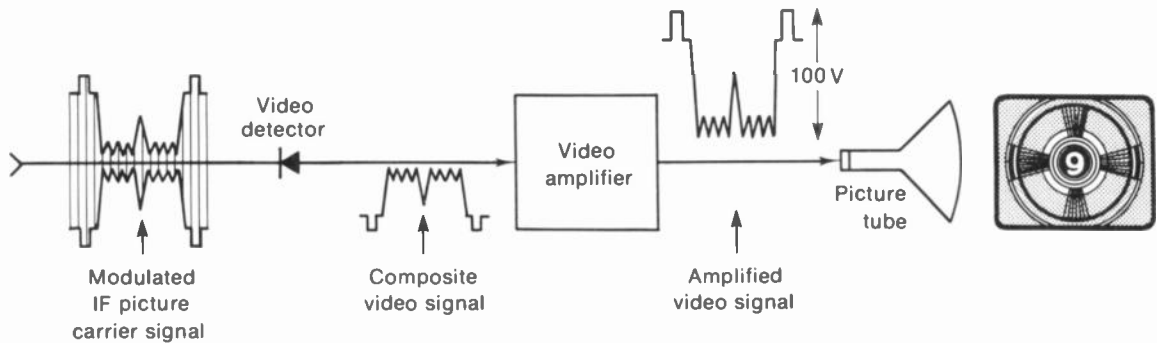 Video
detector
Modulated
IF picture
carrier signal
Composite
video signal
Video
amplifier
100 V
Amplified
video signal
Picture
tube
9